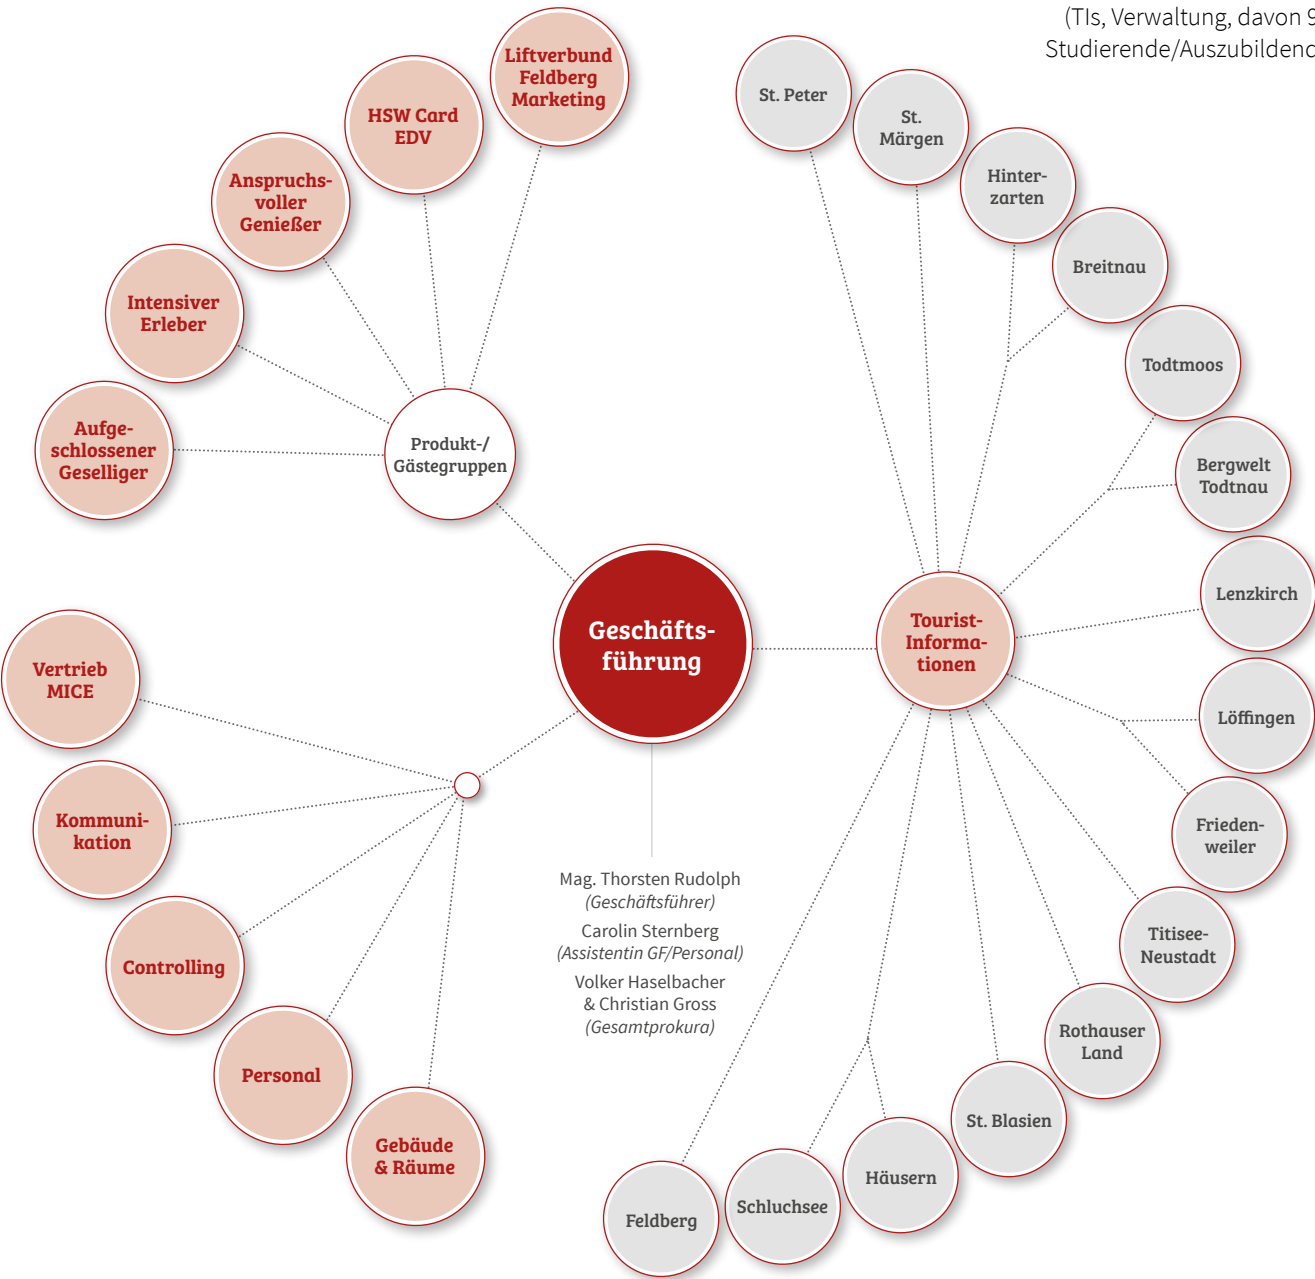 (TIs, Verwaltung, davon 9
Studierende/Auszubildend
Liftverbund
Feldberg
Marketing
HSW Card
EDV
Anspruchs-
voller
Genießer
Intensiver
Erleber
Aufge-
schlossener
Geselliger
Produkt-/
Gästegruppen
St. Peter
St.
Märgen
Hinter-
zarten
Breitnau
Todtmoos
Bergwelt
Todtnau
Lenzkirch
Löffingen
Frieden-
weiler
Titisee-
Neustadt
Rothauser
Land
St. Blasien
Häusern
Schluchsee
Feldberg
Tourist-
Informa-
tionen
Geschäfts-
führung
Vertrieb
MICE
Kommuni-
kation
Controlling
Personal
Gebäude
& Räume
Mag. Thorsten Rudolph
(Geschäftsführer)
Carolin Sternberg
(Assistentin GF/Personal)
Volker Haselbacher
& Christian Gross
(Gesamtprokura)